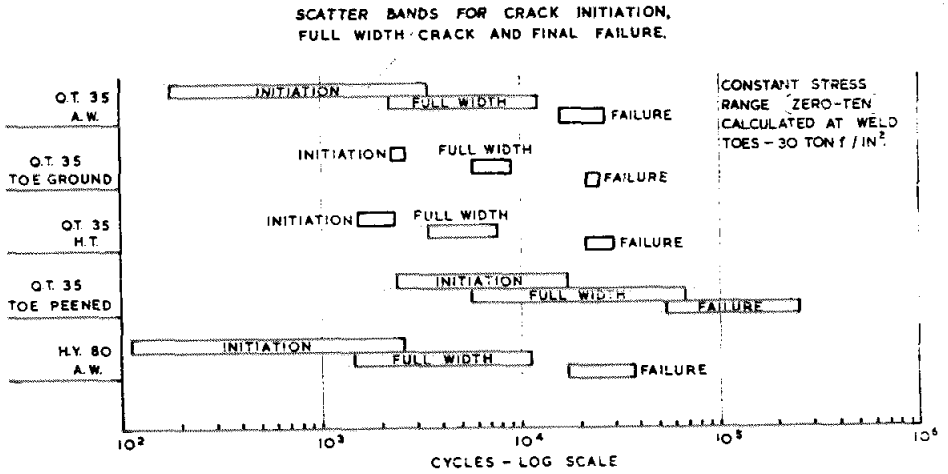 SCATTER BANDS FOR CRACK INITIATION,
FULL WIDTH CRACK AND FINAL FAILURE.
CONSTANT STRESS
RANGE (ZERO-TEN)
CALCULATED AT WELD
TOES - 30 TON f / IN²
Q.T. 35
A.W.
INITIATION
FULL WIDTH
FAILURE
Q.T. 35
TOE GROUND
INITIATION
FULL WIDTH
FAILURE
Q.T. 35
H.T.
INITIATION
FULL WIDTH
FAILURE
Q.T. 35
TOE PEENED
INITIATION
FULL WIDTH
FAILURE
H.Y. 80
A.W.
INITIATION
FULL WIDTH
FAILURE
10² 10³ 10⁴ 10⁵ 10⁶
CYCLES - LOG SCALE